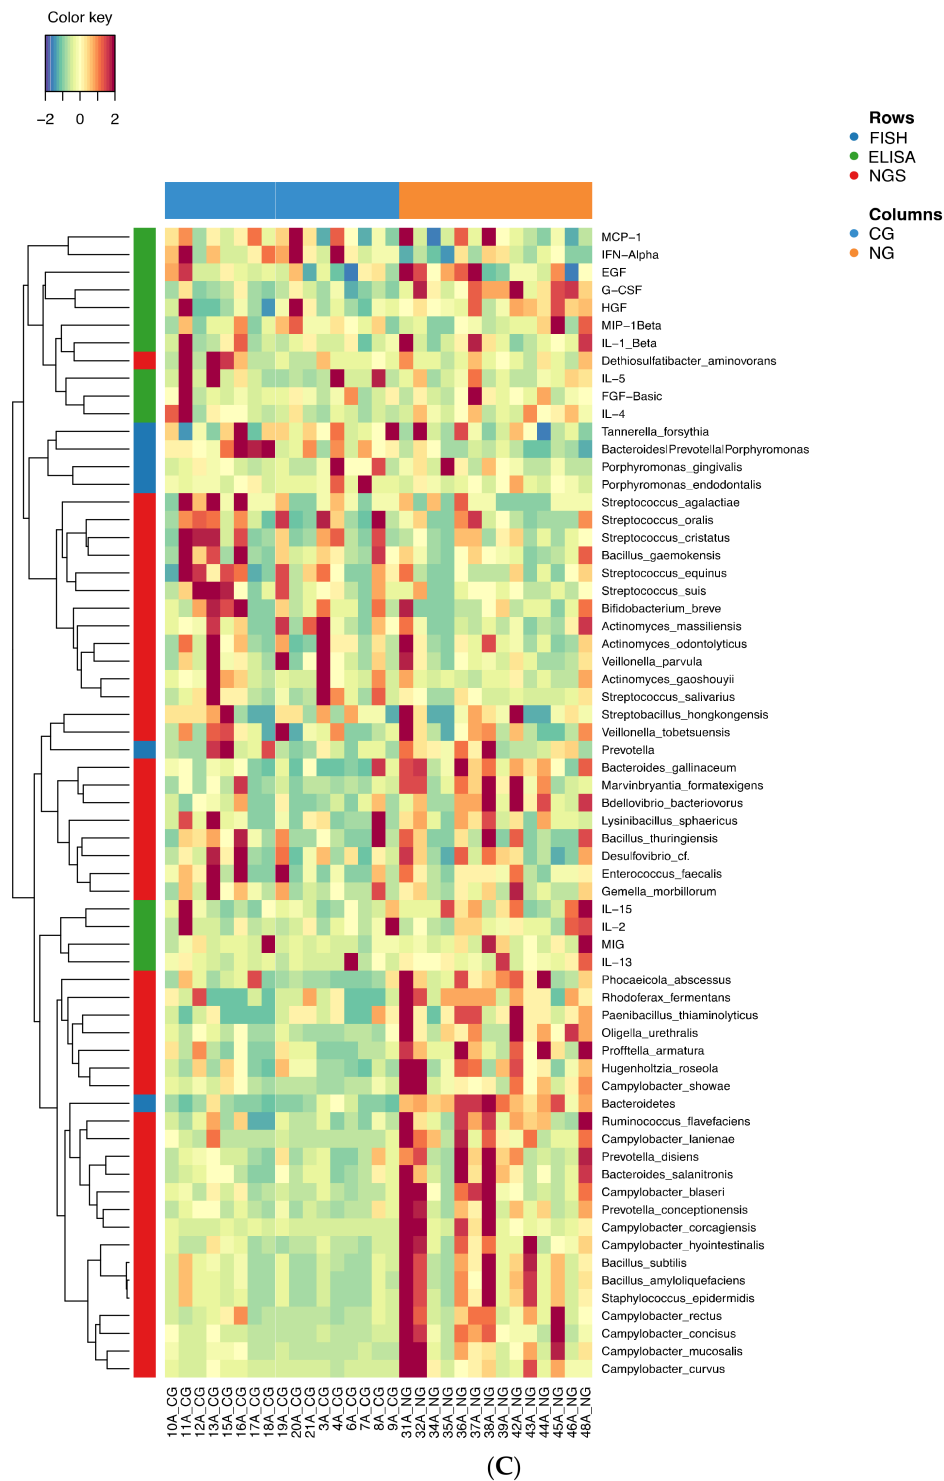 Color key
−2 0 2
Rows
FISH
ELISA
NGS
Columns
CG
NG
MCP−1
IFN−Alpha
EGF
G−CSF
HGF
MIP−1Beta
IL−1_Beta
Dethiosulfatibacter_aminovorans
IL−5
FGF−Basic
IL−4
Tannerella_forsythia
Bacteroides|Prevotella|Porphyromonas
Porphyromonas_gingivalis
Porphyromonas_endodontalis
Streptococcus_agalactiae
Streptococcus_oralis
Streptococcus_cristatus
Bacillus_gaemokensis
Streptococcus_equinus
Streptococcus_suis
Bifidobacterium_breve
Actinomyces_massiliensis
Actinomyces_odontolyticus
Veillonella_parvula
Actinomyces_gaoshouyii
Streptococcus_salivarius
Streptobacillus_hongkongensis
Veillonella_tobetsuensis
Prevotella
Bacteroides_gallinaceum
Marvinbryantia_formatexigens
Bdellovibrio_bacteriovorus
Lysinibacillus_sphaericus
Bacillus_thuringiensis
Desulfovibrio_cf.
Enterococcus_faecalis
Gemella_morbillorum
IL−15
IL−2
MIG
IL−13
Phocaeicola_abscessus
Rhodoferax_fermentans
Paenibacillus_thiaminolyticus
Oligella_urethralis
Profftella_armatura
Hugenholtzia_roseola
Campylobacter_showae
Bacteroidetes
Ruminococcus_flavefaciens
Campylobacter_lanienae
Prevotella_disiens
Bacteroides_salanitronis
Campylobacter_blaseri
Prevotella_conceptionensis
Campylobacter_corcagiensis
Campylobacter_hyointestinalis
Bacillus_subtilis
Bacillus_amyloliquefaciens
Staphylococcus_epidermidis
Campylobacter_rectus
Campylobacter_concisus
Campylobacter_mucosalis
Campylobacter_curvus
10A_CG
11A_CG
12A_CG
13A_CG
15A_CG
16A_CG
17A_CG
18A_CG
19A_CG
20A_CG
21A_CG
3A_CG
4A_CG
6A_CG
7A_CG
8A_CG
9A_CG
31A_NG
32A_NG
34A_NG
35A_NG
36A_NG
37A_NG
38A_NG
39A_NG
42A_NG
43A_NG
44A_NG
45A_NG
46A_NG
48A_NG
(C)